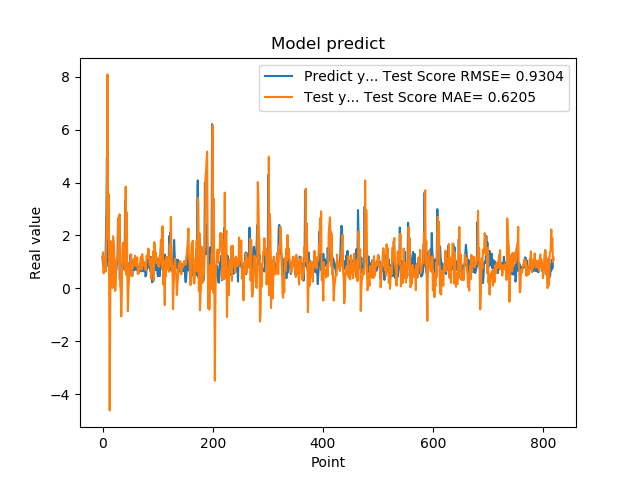 Model predict
Predict y... Test Score RMSE= 0.9304
Test y... Test Score MAE= 0.6205
Real value
8
6
4
2
0
−2
−4
0 200 400 600 800
Point